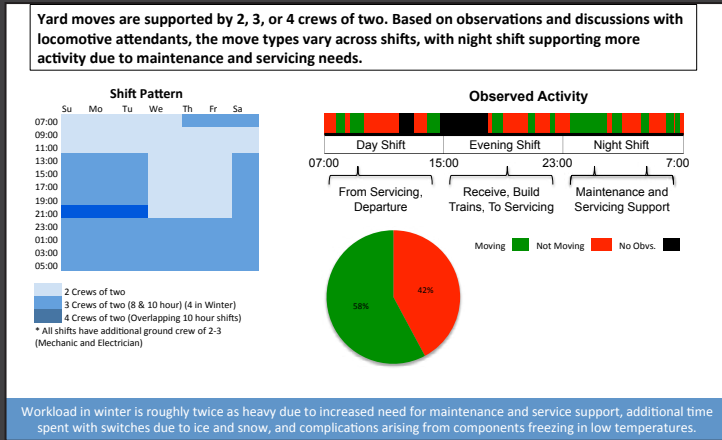 Yard moves are supported by 2, 3, or 4 crews of two. Based on observations and discussions with
locomotive attendants, the move types vary across shifts, with night shift supporting more
activity due to maintenance and servicing needs.
Shift Pattern
Su Mo Tu We Th Fr Sa
07:00
09:00
11:00
13:00
15:00
17:00
19:00
21:00
23:00
01:00
03:00
05:00
2 Crews of two
3 Crews of two (8 & 10 hour) (4 in Winter)
4 Crews of two (Overlapping 10 hour shifts)
* All shifts have additional ground crew of 2-3
(Mechanic and Electrician)
Observed Activity
Day Shift Evening Shift Night Shift
07:00 15:00 23:00 7:00
From Servicing, Receive, Build Maintenance and
Departure Trains, To Servicing Servicing Support
Moving Not Moving No Obvs.
58% 42%
Workload in winter is roughly twice as heavy due to increased need for maintenance and service support, additional time
spent with switches due to ice and snow, and complications arising from components freezing in low temperatures.